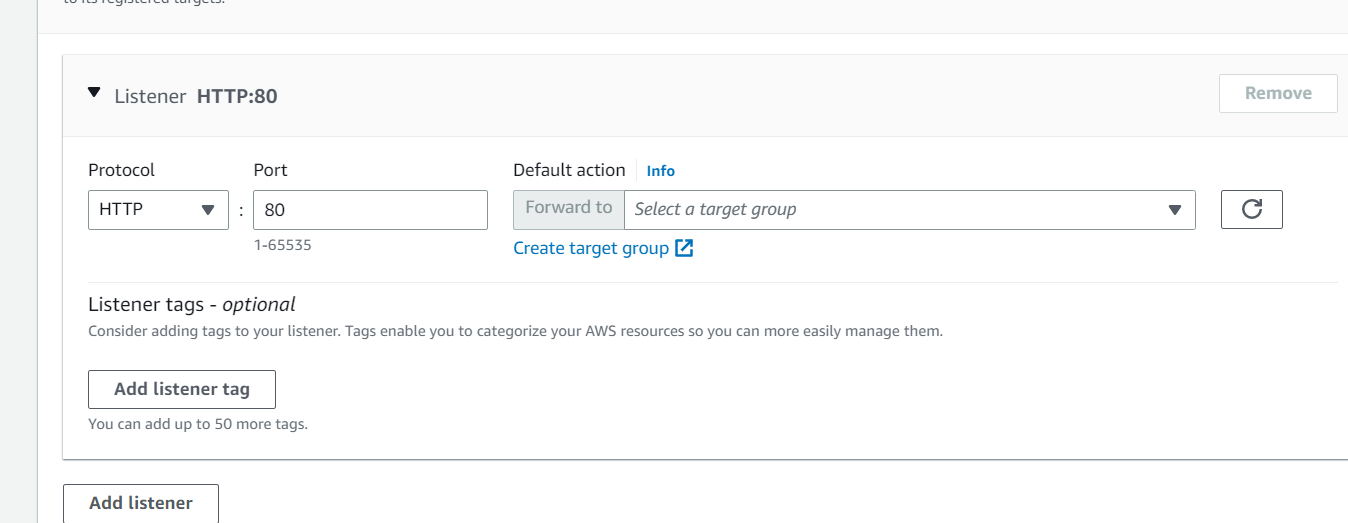 to its registered targets.
Listener HTTP:80
Remove
Protocol
Port
Default action
Info
HTTP
:
80
Forward to
Select a target group
1-65535
Create target group
Listener tags - optional
Consider adding tags to your listener. Tags enable you to categorize your AWS resources so you can more easily manage them.
Add listener tag
You can add up to 50 more tags.
Add listener